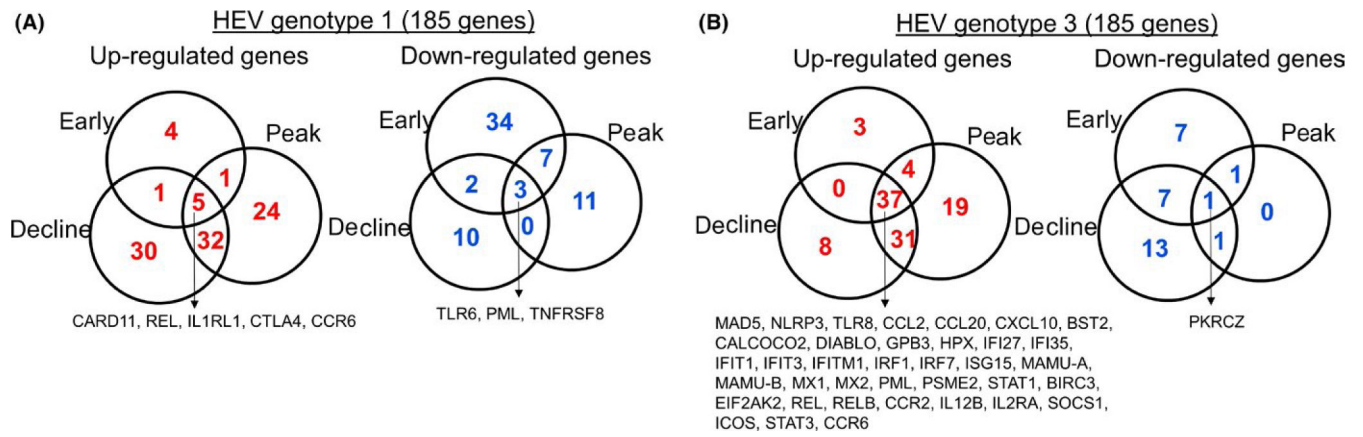 (A)
HEV genotype 1 (185 genes)
Up-regulated genes
Down-regulated genes
Early
4
Peak
1
1
5
24
Decline
30
32
CARD11, REL, IL1RL1, CTLA4, CCR6
Early
34
Peak
7
2
3
11
Decline
10
0
TLR6, PML, TNFRSF8
(B)
HEV genotype 3 (185 genes)
Up-regulated genes
Down-regulated genes
Early
3
Peak
4
0
37
19
Decline
8
31
MAD5, NLRP3, TLR8, CCL2, CCL20, CXCL10, BST2,
CALCOCO2, DIABLO, GPB3, HPX, IFI27, IFI35,
IFIT1, IFIT3, IFITM1, IRF1, IRF7, ISG15, MAMU-A,
MAMU-B, MX1, MX2, PML, PSME2, STAT1, BIRC3,
EIF2AK2, REL, RELB, CCR2, IL12B, IL2RA, SOCS1,
ICOS, STAT3, CCR6
Early
7
Peak
1
7
1
0
Decline
13
1
PKRCZ